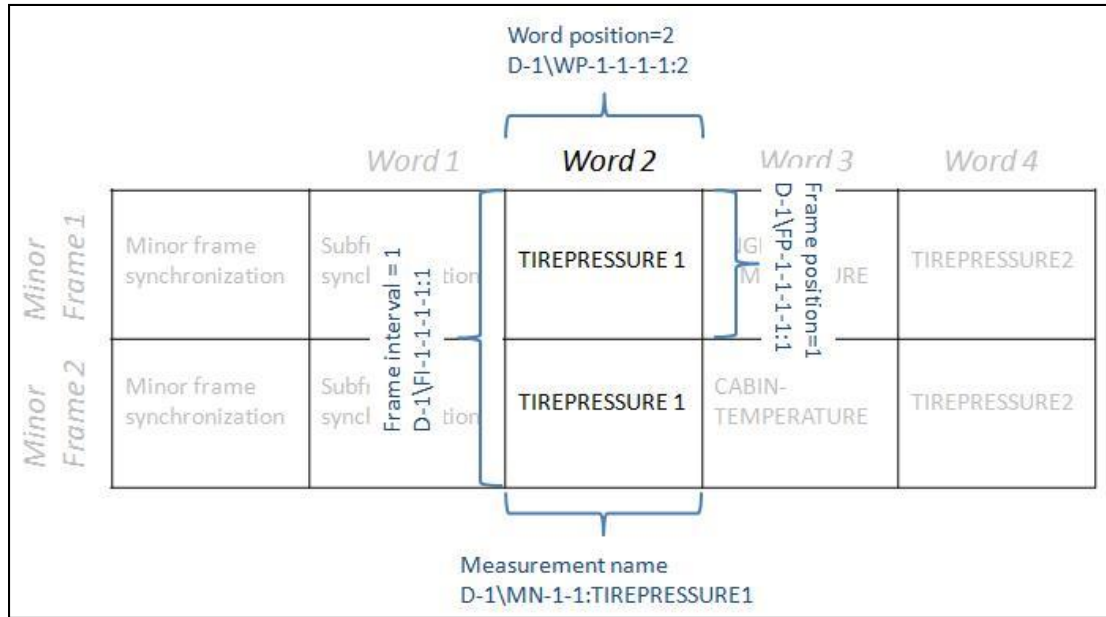 Word position=2
D-1\WP-1-1-1-1:2
Word 1
Word 2
Word 3
Word 4
Minor
Frame 1
Minor frame
synchronization
TIREPRESSURE 1
Frame position=1
D-1\FP-1-1-1-1:1
TIREPRESSURE2
Frame interval = 1
D-1\FI-1-1-1-1:1
Minor
Frame 2
Minor frame
synchronization
TIREPRESSURE 1
CABIN-
TEMPERATURE
TIREPRESSURE2
Measurement name
D-1\MN-1-1:TIREPRESSURE1